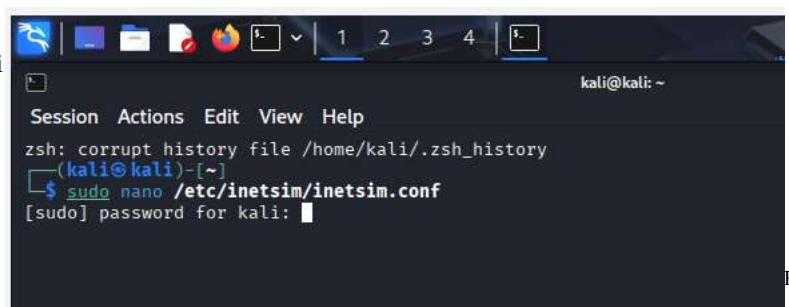 1 2 3 4
kali@kali: ~
Session Actions Edit View Help
zsh: corrupt history file /home/kali/.zsh_history
┌──(kali㉿kali)-[~]
└─$ sudo nano /etc/inetsim/inetsim.conf
[sudo] password for kali: